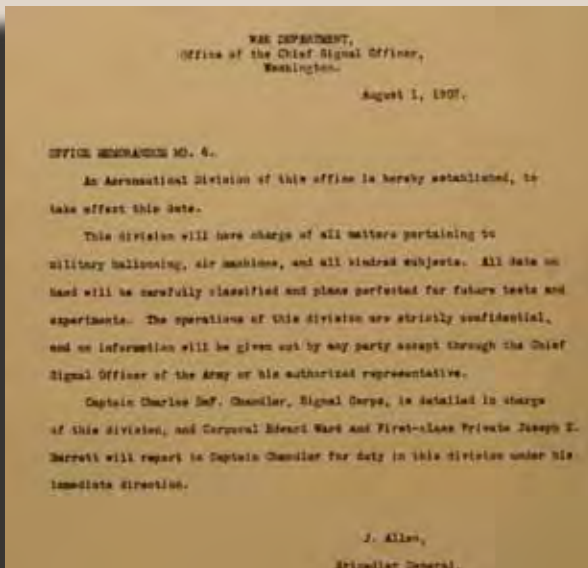 WAR DEPARTMENT,
Office of the Chief Signal Officer,
Washington.
August 1, 1907.
OFFICE MEMORANDUM NO. 6.
An Aeronautical Division of this office is hereby established, to
take effect this date.
This division will have charge of all matters pertaining to
military ballooning, air machines, and all kindred subjects. All data on
hand will be carefully classified and plans perfected for future tests and
experiments. The operations of this division are strictly confidential,
and no information will be given out by any party except through the Chief
Signal Officer of the Army or his authorized representative.
Captain Charles DeF. Chandler, Signal Corps, is detailed in charge
of this division, and Corporal Edward Ward and First-class Private Joseph E.
Barrett will report to Captain Chandler for duty in this division under his
immediate direction.
J. Allen,
Brigadier General,